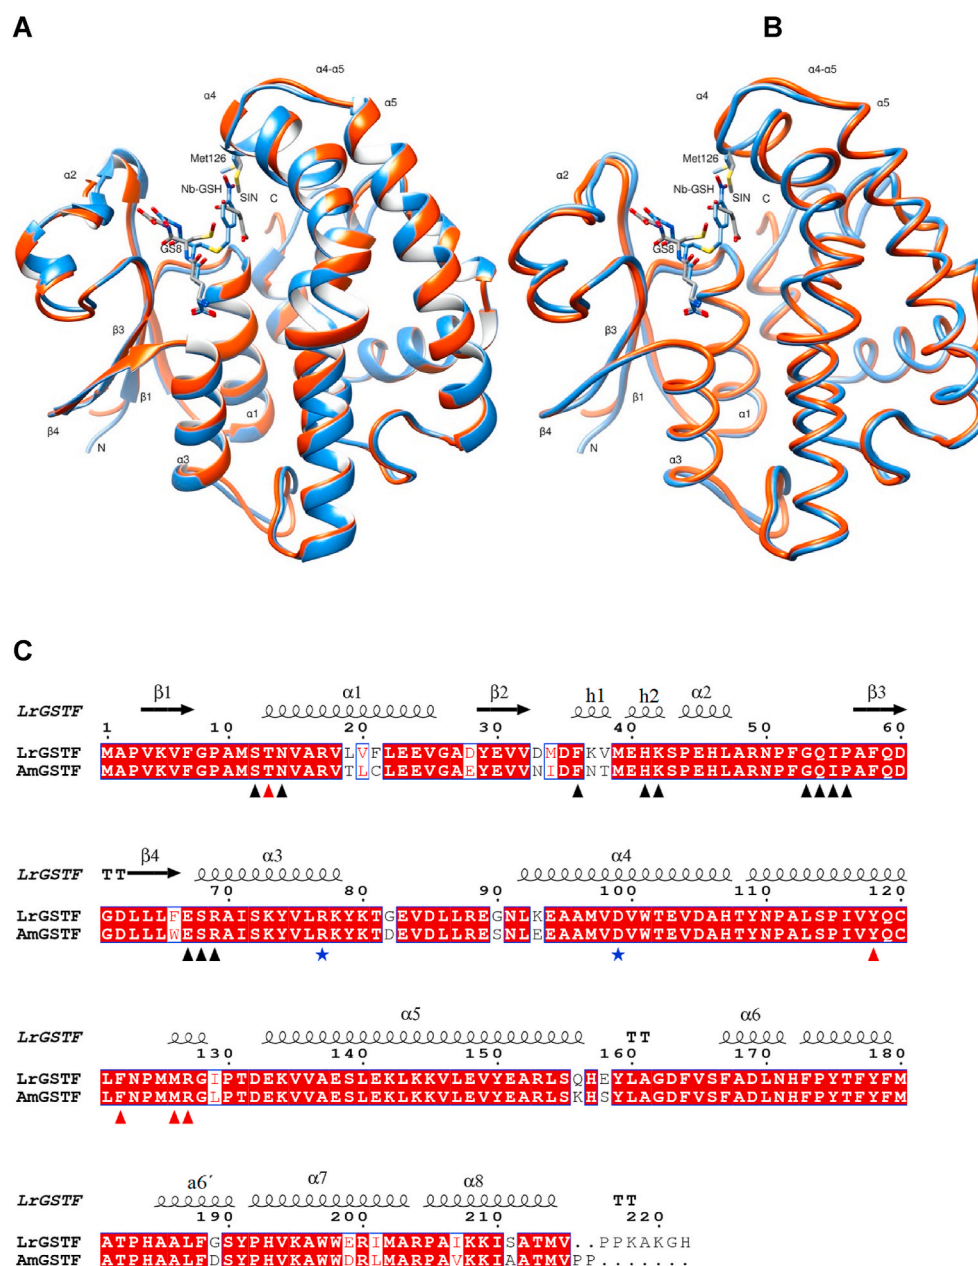 A
B
α4-α5
α4
α5
Met126
α2
Nb-GSH
SIN
C
GS8
β3
β1
β4
α1
N
α3
α4-α5
α4
α5
Met126
α2
Nb-GSH
SIN
C
GS8
β3
β1
β4
α1
N
α3
C
β1 α1 β2 h1 h2 α2 β3
LrGSTF
1 10 20 30 40 50 60
LrGSTF MAPVKVFGPAMSTNVARVLVFLEEVGADYEVVDMDFKVMEHKSPEHLARNPFGQIPAFQD
AmGSTF MAPVKVFGPAMSTNVARVTLCLEEVGAEYEVVNIDFNTMEHKSPEHLARNPFGQIPAFQD
β4 α3 α4
LrGSTF TT
70 80 90 100 110 120
LrGSTF GDLLLFESRAISKYVLRKYKTGEVDLLREGNLKEAAMVDVWTEVDAHTYNPALSPIVYQC
AmGSTF GDLLLWESRAISKYVLRKYKTDEVDLLRESNLEEAAMVDVWTEVDAHTYNPALSPIVYQC
α5 α6
LrGSTF TT
130 140 150 160 170 180
LrGSTF LFNPMMRGIPTDEKVVAESLEKLKKVLEVYEARLSQHEYLAGDFVSFADLNHFPYTFYFM
AmGSTF LFNPMMRGLPTDEKVVAESLEKLKKVLEVYEARLSKHSYLAGDFVSFADLNHFPYTFYFM
a6´ α7 α8
LrGSTF TT
190 200 210 220
LrGSTF ATPHAALFGSYPHVKAWWERIMARPAIKKISATMV..PPKAKGH
AmGSTF ATPHAALFDSYPHVKAWWDRLMARPAVKKIAATMVPP.......